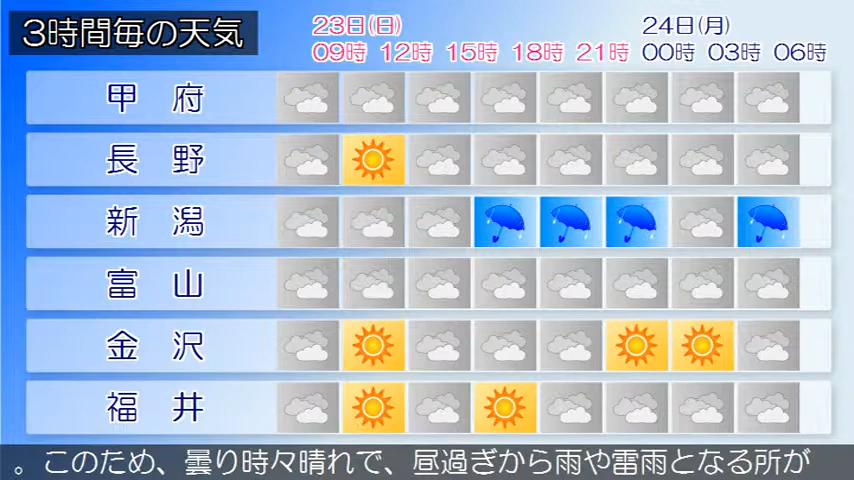 3時間毎の天気
23日(日) 24日(月)
09時 12時 15時 18時 21時 00時 03時 06時
甲 府
長 野
新 潟
富 山
金 沢
福 井
。このため、曇り時々晴れで、昼過ぎから雨や雷雨となる所が